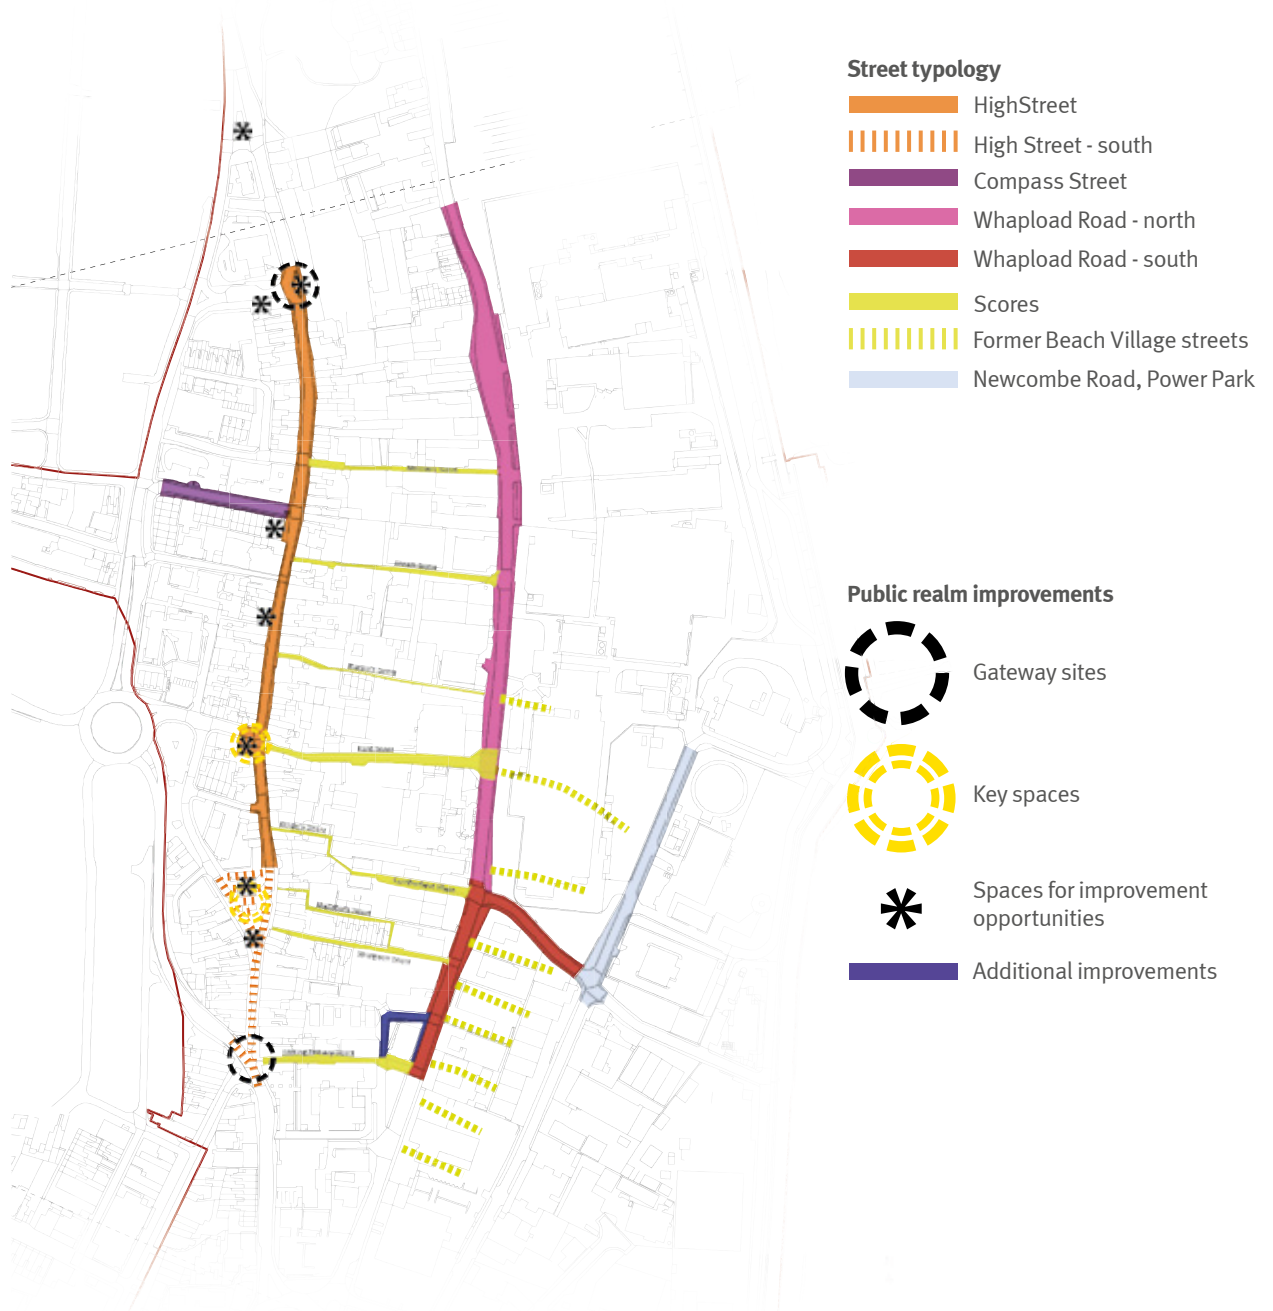 Street typology
HighStreet
High Street - south
Compass Street
Whapload Road - north
Whapload Road - south
Scores
Former Beach Village streets
Newcombe Road, Power Park
Public realm improvements
Gateway sites
Key spaces
Spaces for improvement
opportunities
Additional improvements